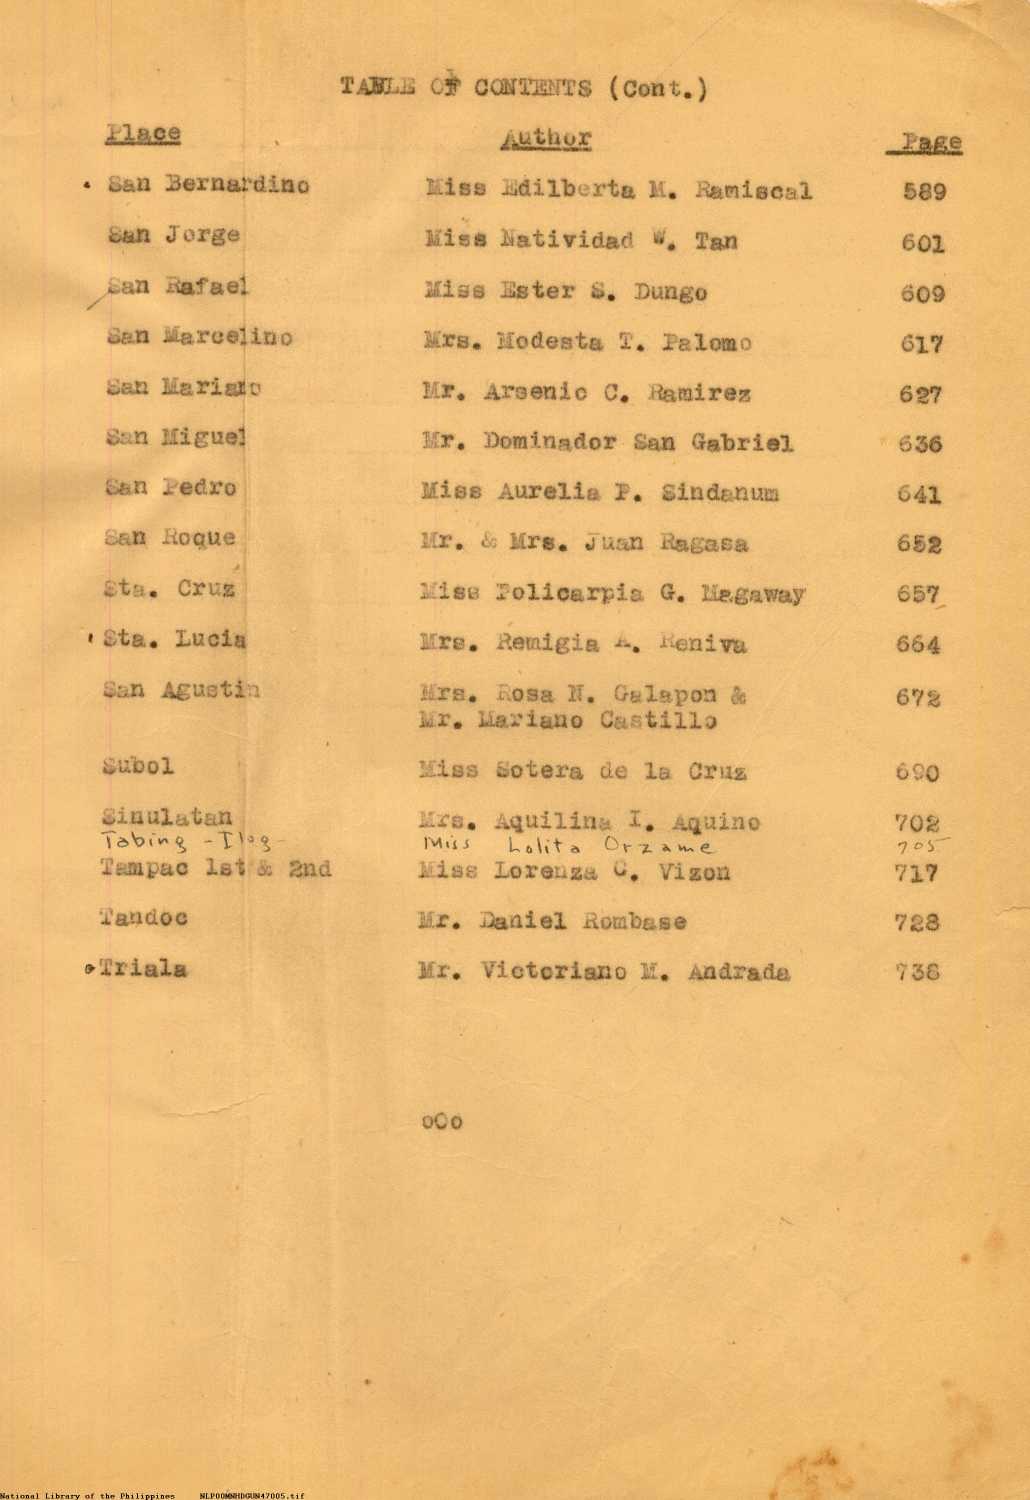 TABLE OF CONTENTS (Cont.)
Place Author Page
San Bernardino Miss Edilberta M. Ramiscal 589
San Jorge Miss Natividad W. Tan 601
San Rafael Miss Ester S. Dungo 609
San Marcelino Mrs. Modesta T. Palomo 617
San Mariano Mr. Arsenio C. Ramirez 627
San Miguel Mr. Dominador San Gabriel 636
San Pedro Miss Aurelia P. Sindanum 641
San Roque Mr. & Mrs. Juan Ragasa 652
Sta. Cruz Miss Policarpia G. Magaway 657
Sta. Lucia Mrs. Remigia A. Reniva 664
San Agustin Mrs. Rosa N. Galapon & 672
Mr. Mariano Castillo
Subol Miss Sotera de la Cruz 690
Sinulatan Mrs. Aquilina I. Aquino 702
Tabing-Ilog- Miss Lolita Orzame 705
Tampac 1st & 2nd Miss Lorenza C. Vizon 717
Tandoc Mr. Daniel Rombase 728
Triala Mr. Victoriano M. Andrada 738
oOo
National Library of the Philippines NLPOOMNHDGUN47005.tif